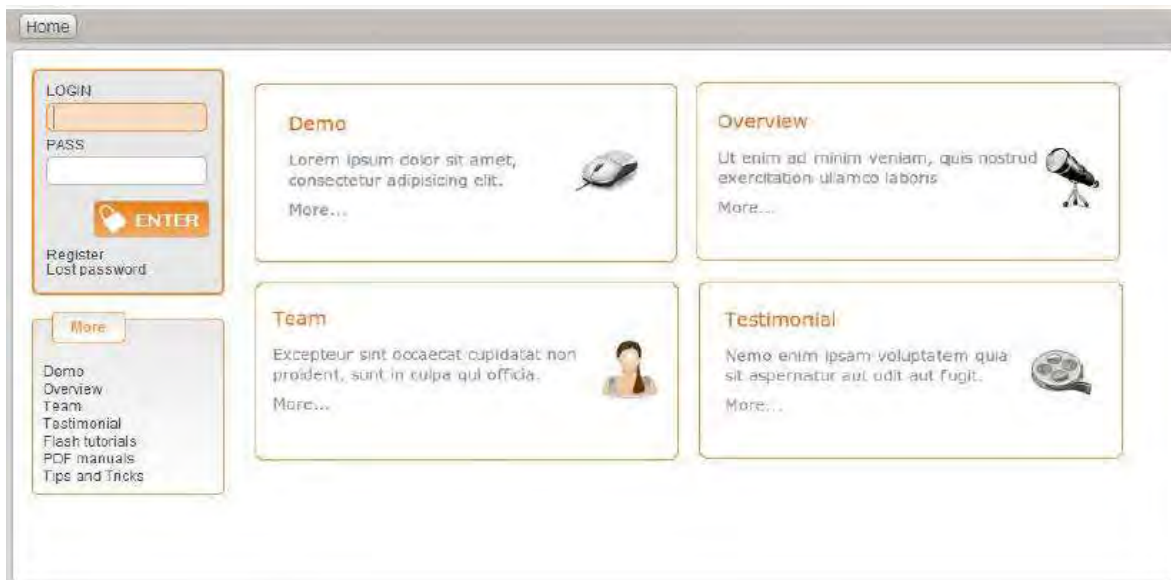 Home
LOGIN
PASS
ENTER
Register
Lost password
More
Demo
Overview
Team
Testimonial
Flash tutorials
PDF manuals
Tips and Tricks
Demo
Lorem ipsum dolor sit amet,
consectetur adipisicing elit.
More...
Overview
Ut enim ad minim veniam, quis nostrud
exercitation ullamco laboris
More...
Team
Excepteur sint occaecat cupidatat non
proident, sunt in culpa qui officia.
More...
Testimonial
Nemo enim ipsam voluptatem quia
sit aspernatur aut odit aut fugit.
More...